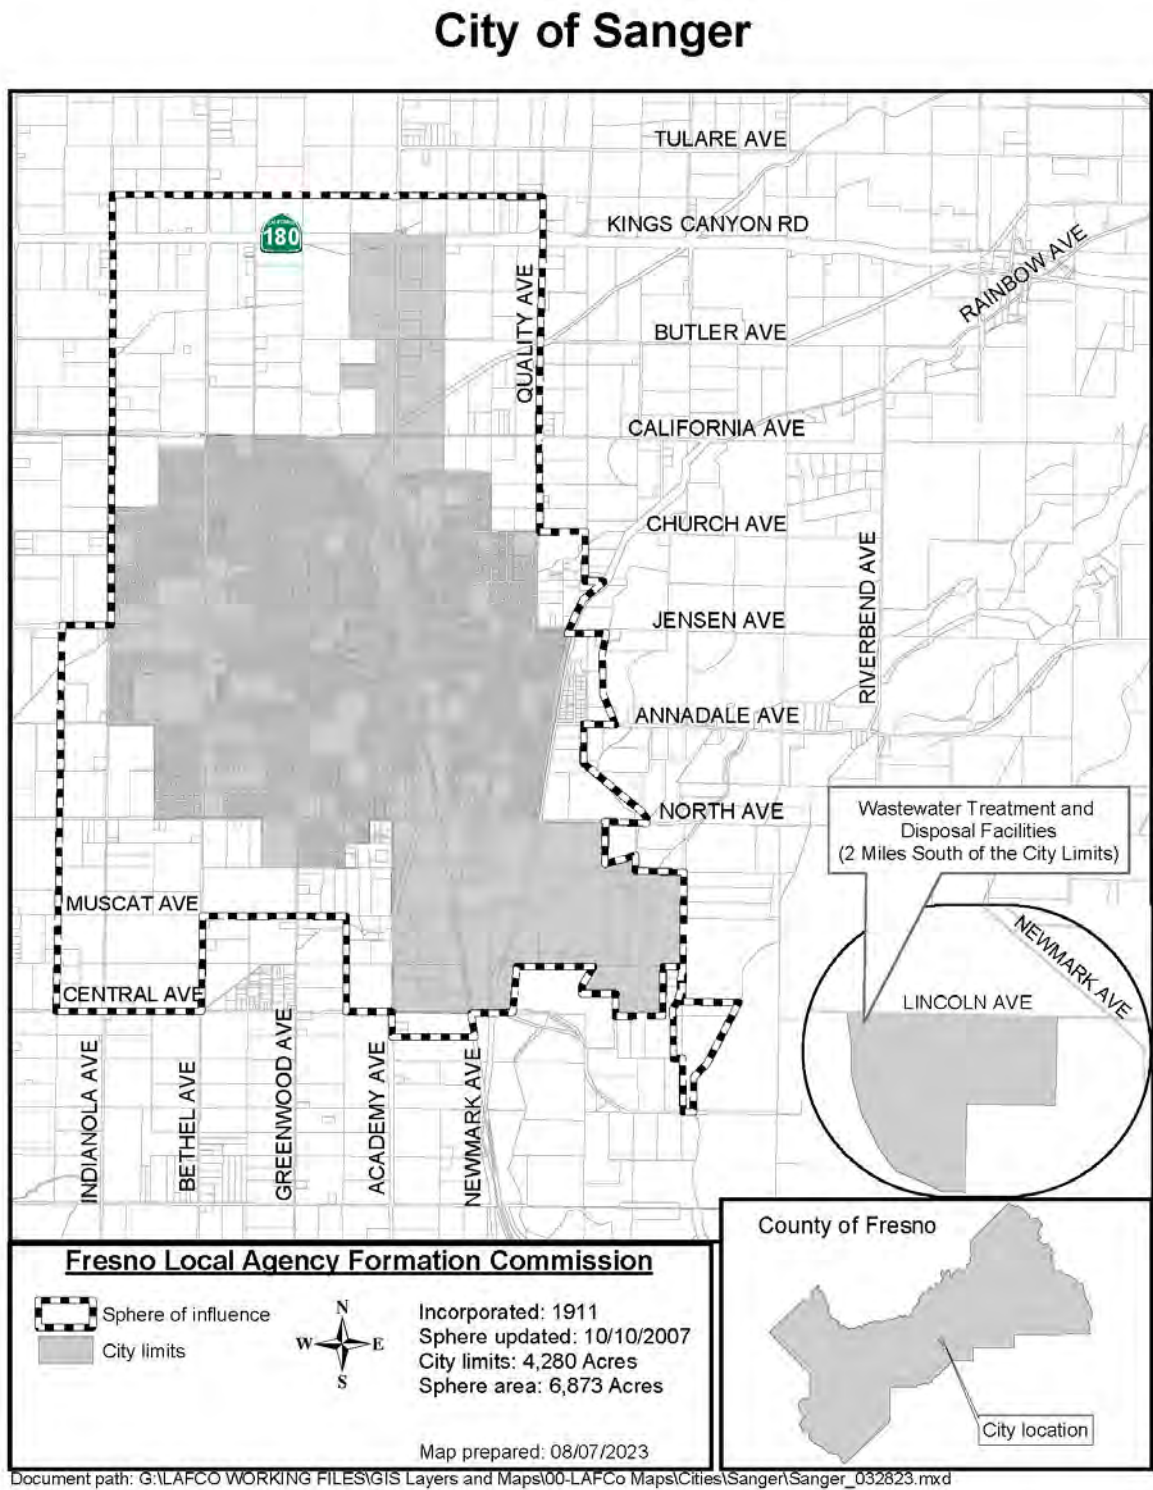 City of Sanger
TULARE AVE
KINGS CANYON RD
180
RAINBOW AVE
QUALITY AVE
BUTLER AVE
CALIFORNIA AVE
CHURCH AVE
RIVERBEND AVE
JENSEN AVE
ANNADALE AVE
NORTH AVE
Wastewater Treatment and
Disposal Facilities
(2 Miles South of the City Limits)
MUSCAT AVE
NEWMARK AVE
CENTRAL AVE
LINCOLN AVE
INDIANOLA AVE
BETHEL AVE
GREENWOOD AVE
ACADEMY AVE
NEWMARK AVE
County of Fresno
City location
Fresno Local Agency Formation Commission
Sphere of influence
City limits
N
W E
S
Incorporated: 1911
Sphere updated: 10/10/2007
City limits: 4,280 Acres
Sphere area: 6,873 Acres
Map prepared: 08/07/2023
Document path: G:\LAFCO WORKING FILES\GIS Layers and Maps\00-LAFCo Maps\Cities\Sanger\Sanger_032823.mxd